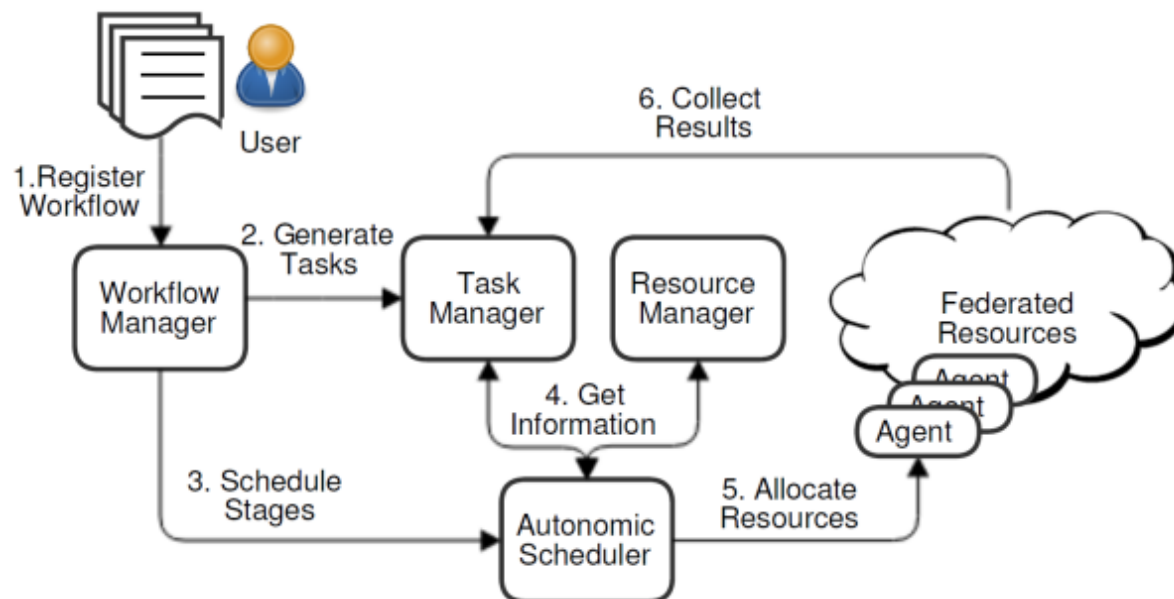 User
1.Register
Workflow
2. Generate
Tasks
6. Collect
Results
Workflow
Manager
Task
Manager
Resource
Manager
Federated
Resources
Agent
Agent
Agent
4. Get
Information
3. Schedule
Stages
Autonomic
Scheduler
5. Allocate
Resources